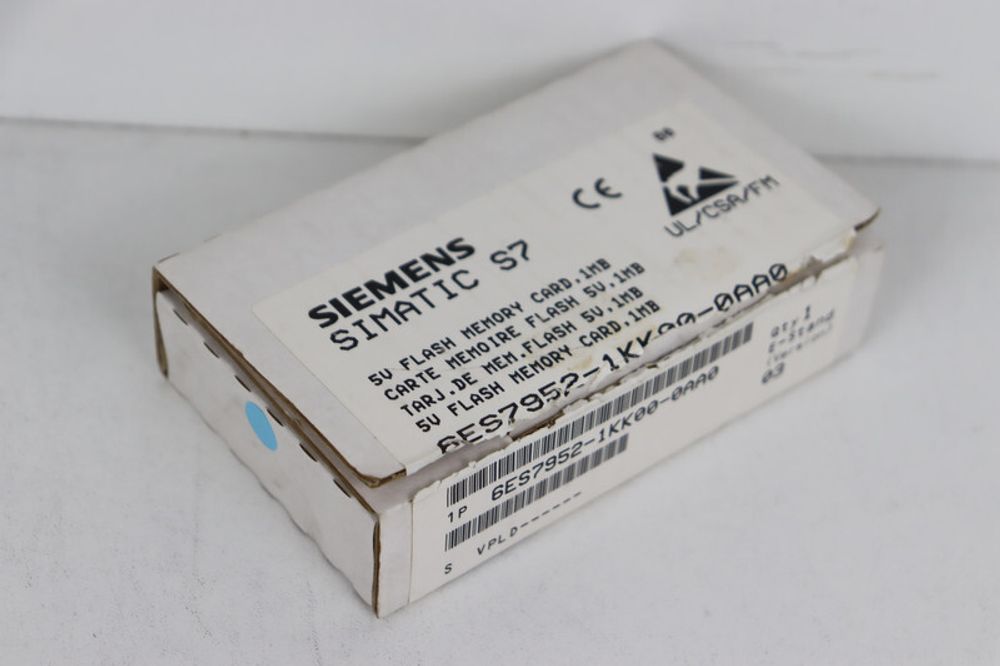 SIEMENS
SIMATIC S7
CE
UL/CSA/FM
5V FLASH MEMORY CARD,1MB
CARTE MEMOIRE FLASH 5V,1MB
TARJ.DE MEM.FLASH 5V,1MB
5V FLASH MEMORY CARD,1MB
6ES7952-1KK00-0AA0
1P 6ES7952-1KK00-0AA0
S VPLD------
Qty 1
E-Stand
(Version)
03